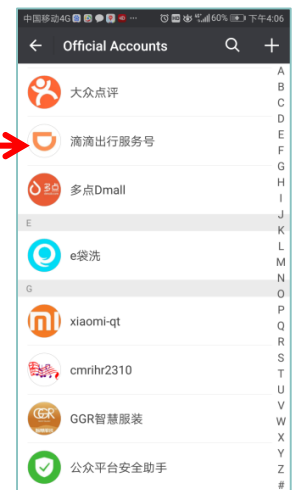 中国移动4G 60% 下午4:06
Official Accounts
A
大众点评
B
C
D
滴滴出行服务号
E
F
G
多点Dmall
H
I
J
E
K
L
e袋洗
M
N
G
O
P
xiaomi-qt
Q
R
S
cmrihr2310
T
U
V
GGR智慧服装
W
X
Y
公众平台安全助手
Z
#